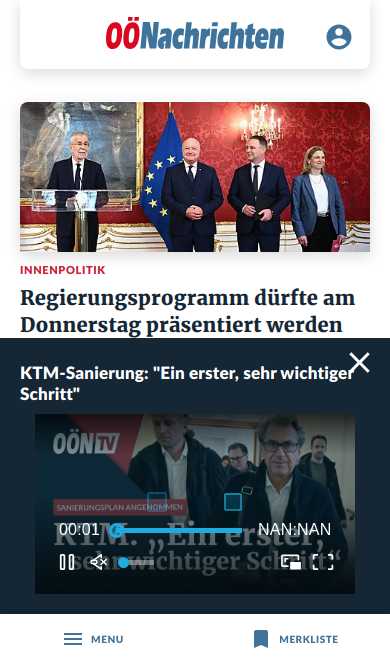 OÖNachrichten
INNENPOLITIK
Regierungsprogramm dürfte am
Donnerstag präsentiert werden
KTM-Sanierung: "Ein erster, sehr wichtiger
Schritt"
OÖN TV
SANIERUNGSPLAN ANGENOMMEN
KTM: „Ein erster,
sehr wichtiger Schritt“
00:01
NAN:NAN
MENU
MERKLISTE